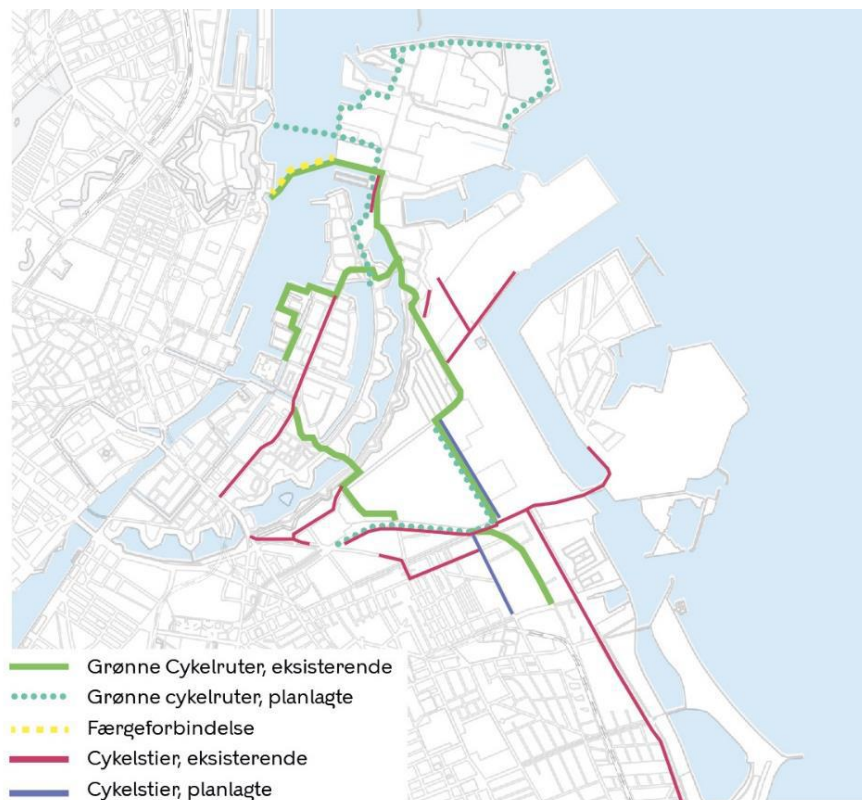 Grønne Cykelruter, eksisterende
Grønne cykelruter, planlagte
Færgeforbindelse
Cykelstier, eksisterende
Cykelstier, planlagte